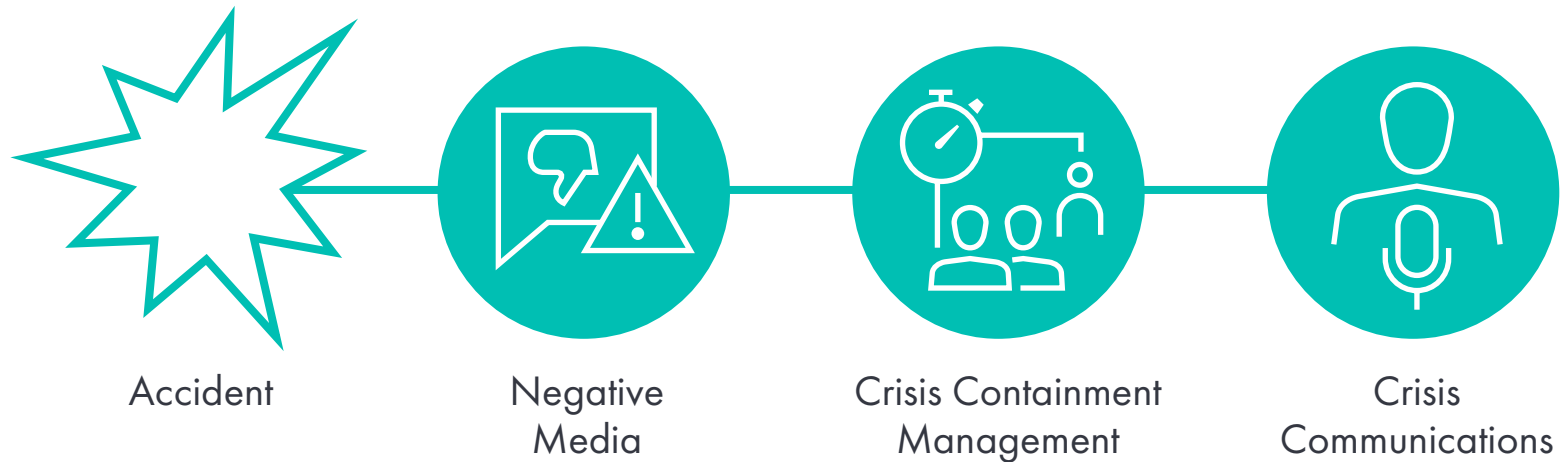 Accident
Negative
Media
Crisis Containment
Management
Crisis
Communications